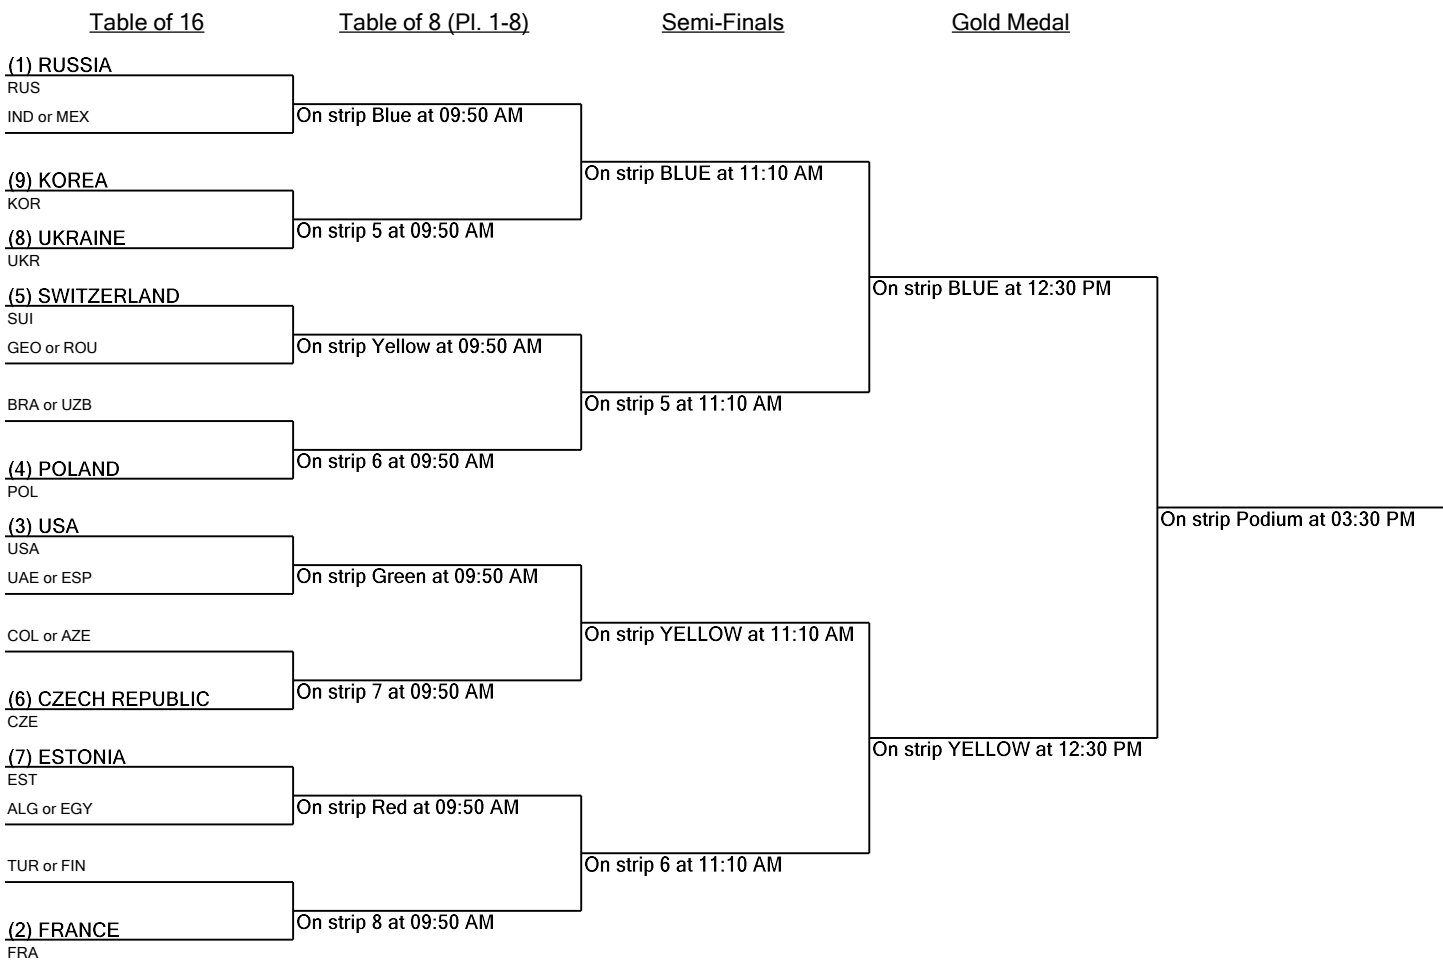 Table of 16
Table of 8 (Pl. 1-8)
Semi-Finals
Gold Medal
(1) RUSSIA
RUS
IND or MEX
On strip Blue at 09:50 AM
On strip BLUE at 11:10 AM
(9) KOREA
KOR
On strip 5 at 09:50 AM
(8) UKRAINE
UKR
On strip BLUE at 12:30 PM
(5) SWITZERLAND
SUI
GEO or ROU
On strip Yellow at 09:50 AM
On strip 5 at 11:10 AM
BRA or UZB
On strip 6 at 09:50 AM
(4) POLAND
POL
On strip Podium at 03:30 PM
(3) USA
USA
UAE or ESP
On strip Green at 09:50 AM
On strip YELLOW at 11:10 AM
COL or AZE
On strip 7 at 09:50 AM
(6) CZECH REPUBLIC
CZE
On strip YELLOW at 12:30 PM
(7) ESTONIA
EST
ALG or EGY
On strip Red at 09:50 AM
On strip 6 at 11:10 AM
TUR or FIN
On strip 8 at 09:50 AM
(2) FRANCE
FRA